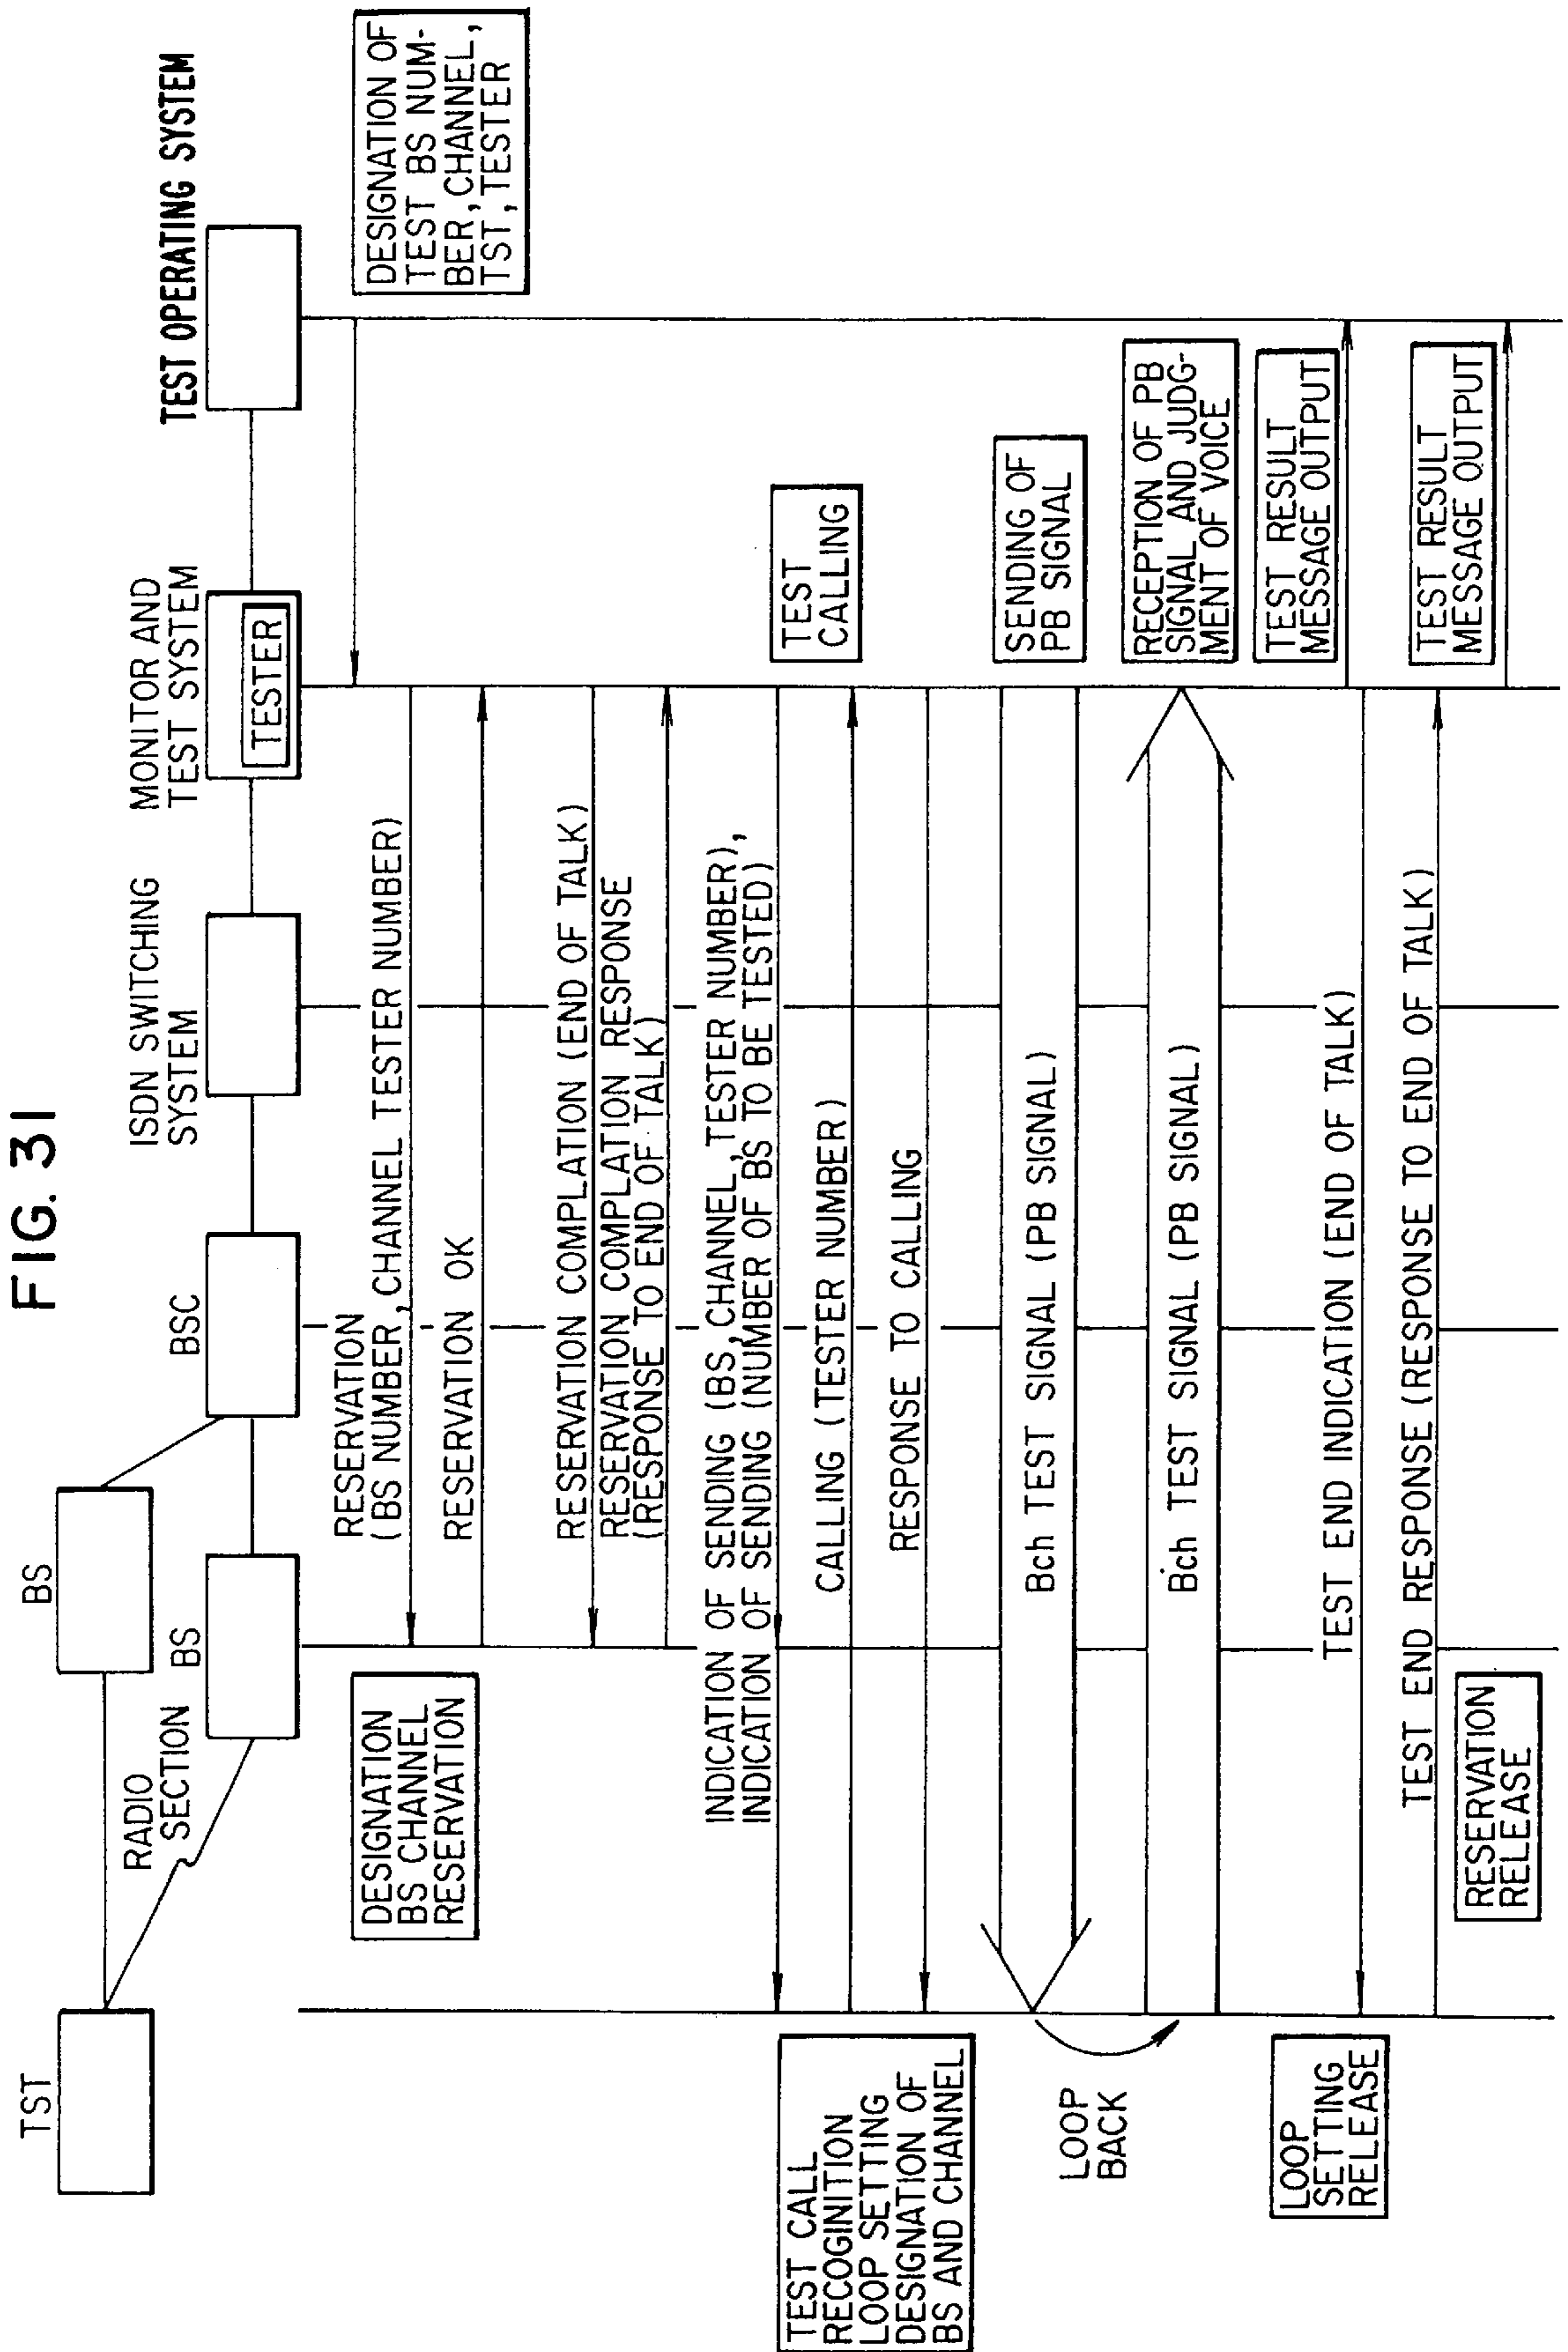 FIG. 31
TST
BS
RADIO
SECTION
BS
BSC
ISDN SWITCHING
SYSTEM
MONITOR AND
TEST SYSTEM
TESTER
TEST OPERATING SYSTEM
DESIGNATION OF
TEST BS NUM-
BER, CHANNEL,
TST, TESTER
RESERVATION
(BS NUMBER, CHANNEL TESTER NUMBER)
DESIGNATION
BS CHANNEL
RESERVATION
RESERVATION OK
RESERVATION COMPLATION (END OF TALK)
RESERVATION COMPLATION RESPONSE
(RESPONSE TO END OF TALK)
INDICATION OF SENDING (BS, CHANNEL, TESTER NUMBER),
INDICATION OF SENDING (NUMBER OF BS TO BE TESTED)
TEST
CALLING
TEST CALL
RECOGINITION
LOOP SETTING
DESIGNATION OF
BS AND CHANNEL
CALLING (TESTER NUMBER)
RESPONSE TO CALLING
SENDING OF
PB SIGNAL
Bch TEST SIGNAL (PB SIGNAL)
LOOP
BACK
Bch TEST SIGNAL (PB SIGNAL)
RECEPTION OF PB
SIGNAL AND JUDG-
MENT OF VOICE
TEST RESULT
MESSAGE OUTPUT
TEST END INDICATION (END OF TALK)
LOOP
SETTING
RELEASE
TEST END RESPONSE (RESPONSE TO END OF TALK)
TEST RESULT
MESSAGE OUTPUT
RESERVATION
RELEASE